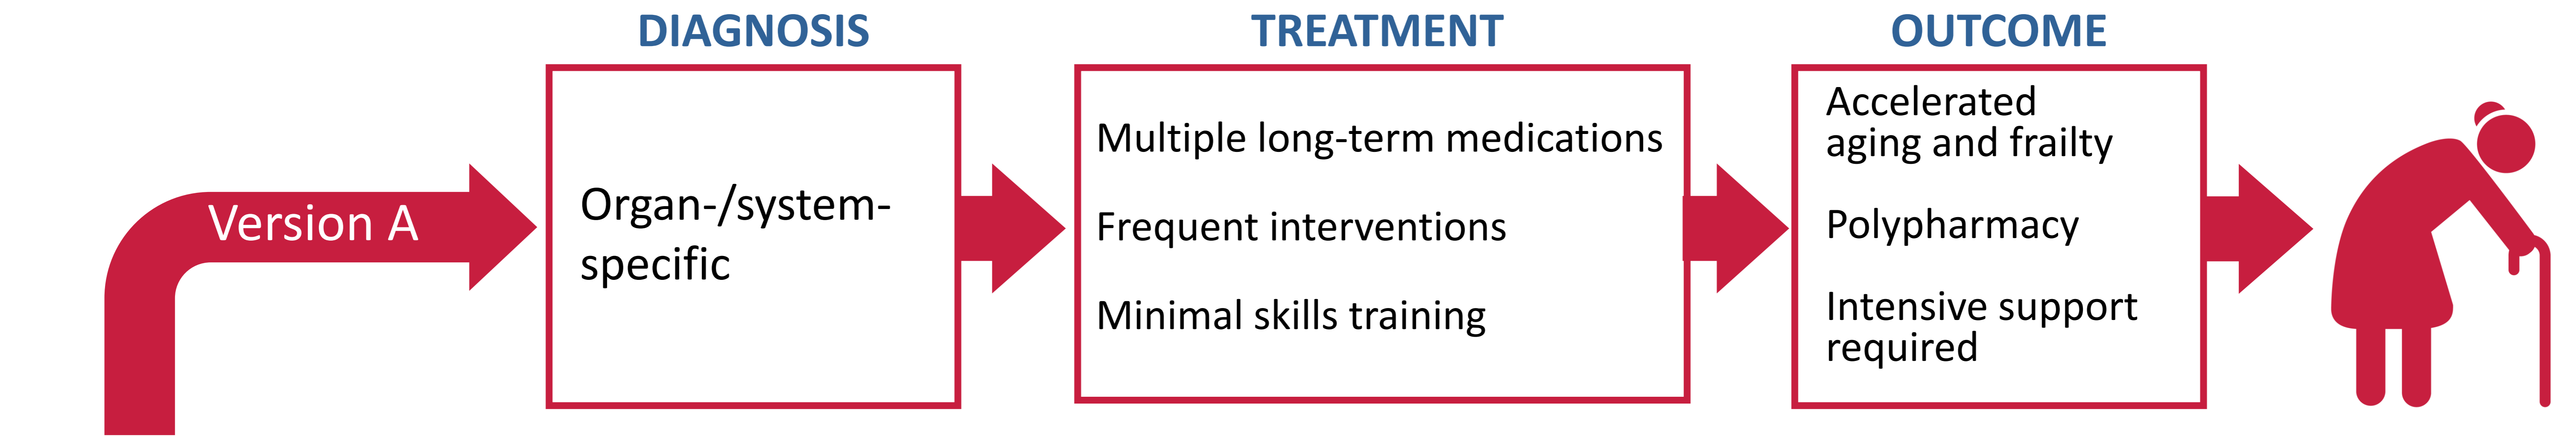 DIAGNOSIS
TREATMENT
OUTCOME
Version A
Organ-/system-
specific
Multiple long-term medications
Frequent interventions
Minimal skills training
Accelerated
aging and frailty
Polypharmacy
Intensive support
required